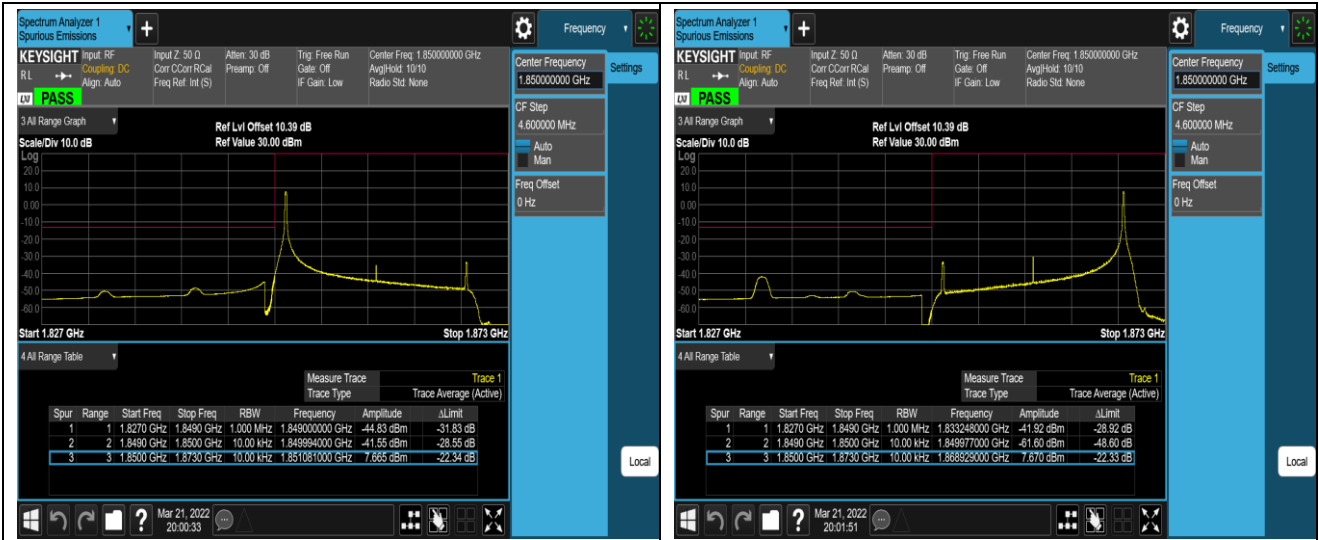 Spectrum Analyzer 1
Spurious Emissions
+
Frequency
KEYSIGHT Input: RF Input Z: 50 Ω Atten: 30 dB Trig: Free Run Center Freq: 1.850000000 GHz
RL Coupling: DC Corr CCorr RCal Preamp: Off Gate: Off Avg|Hold: 10/10
Align: Auto Freq Ref: Int (S) IF Gain: Low Radio Std: None
LXI PASS
Center Frequency
1.850000000 GHz
Settings
CF Step
4.600000 MHz
Auto
Man
Freq Offset
0 Hz
3 All Range Graph
Ref Lvl Offset 10.39 dB
Scale/Div 10.0 dB Ref Value 30.00 dBm
Log
20.0
10.0
0.00
-10.0
-20.0
-30.0
-40.0
-50.0
-60.0
Start 1.827 GHz Stop 1.873 GHz
4 All Range Table
Measure Trace Trace 1
Trace Type Trace Average (Active)
Spur Range Start Freq Stop Freq RBW Frequency Amplitude ΔLimit
1 1 1.8270 GHz 1.8490 GHz 1.000 MHz 1.849000000 GHz -44.83 dBm -31.83 dB
2 2 1.8490 GHz 1.8500 GHz 10.00 kHz 1.849994000 GHz -41.55 dBm -28.55 dB
3 3 1.8500 GHz 1.8730 GHz 10.00 kHz 1.851081000 GHz 7.665 dBm -22.34 dB
Local
? Mar 21, 2022
20:00:33
Spectrum Analyzer 1
Spurious Emissions
+
Frequency
KEYSIGHT Input: RF Input Z: 50 Ω Atten: 30 dB Trig: Free Run Center Freq: 1.850000000 GHz
RL Coupling: DC Corr CCorr RCal Preamp: Off Gate: Off Avg|Hold: 10/10
Align: Auto Freq Ref: Int (S) IF Gain: Low Radio Std: None
LXI PASS
Center Frequency
1.850000000 GHz
Settings
CF Step
4.600000 MHz
Auto
Man
Freq Offset
0 Hz
3 All Range Graph
Ref Lvl Offset 10.39 dB
Scale/Div 10.0 dB Ref Value 30.00 dBm
Log
20.0
10.0
0.00
-10.0
-20.0
-30.0
-40.0
-50.0
-60.0
Start 1.827 GHz Stop 1.873 GHz
4 All Range Table
Measure Trace Trace 1
Trace Type Trace Average (Active)
Spur Range Start Freq Stop Freq RBW Frequency Amplitude ΔLimit
1 1 1.8270 GHz 1.8490 GHz 1.000 MHz 1.833248000 GHz -41.92 dBm -28.92 dB
2 2 1.8490 GHz 1.8500 GHz 10.00 kHz 1.849977000 GHz -61.60 dBm -48.60 dB
3 3 1.8500 GHz 1.8730 GHz 10.00 kHz 1.868929000 GHz 7.670 dBm -22.33 dB
Local
? Mar 21, 2022
20:01:51